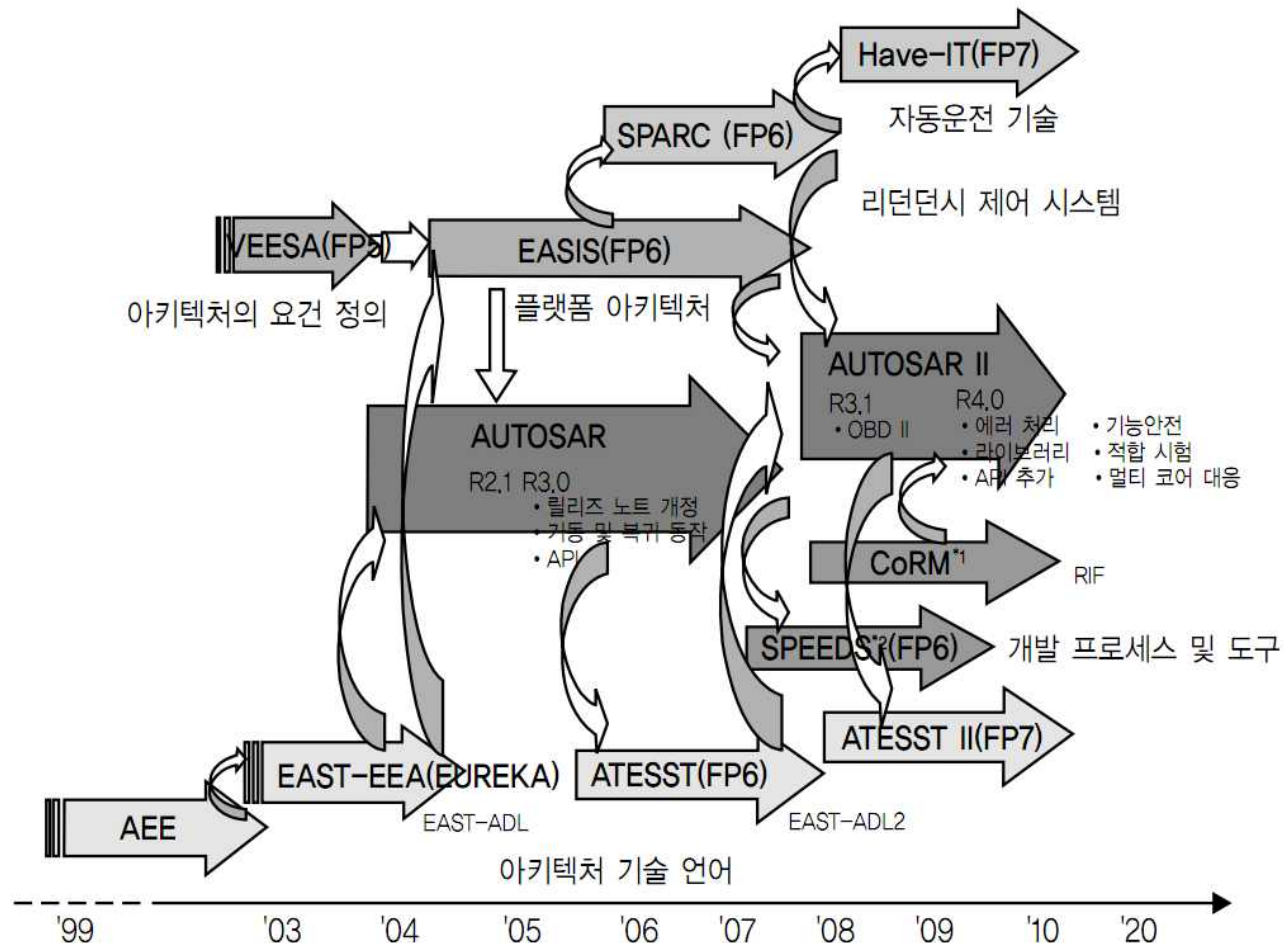 Have-IT(FP7)
자동운전 기술
SPARC (FP6)
리던던시 제어 시스템
VEESA(FP5)
EASIS(FP6)
아키텍처의 요건 정의
플랫폼 아키텍처
AUTOSAR II
R3.1
• OBD II
R4.0
• 에러 처리
• 라이브러리
• API 추가
• 기능안전
• 적합 시험
• 멀티 코어 대응
AUTOSAR
R2.1 R3.0
• 릴리즈 노트 개정
• 기동 및 복귀 동작
• API
CoRM*1
RIF
SPEEDS*2(FP6)
개발 프로세스 및 도구
ATESST II(FP7)
EAST-EEA(EUREKA)
ATESST(FP6)
EAST-ADL
EAST-ADL2
AEE
아키텍처 기술 언어
'99 '03 '04 '05 '06 '07 '08 '09 '10 '20